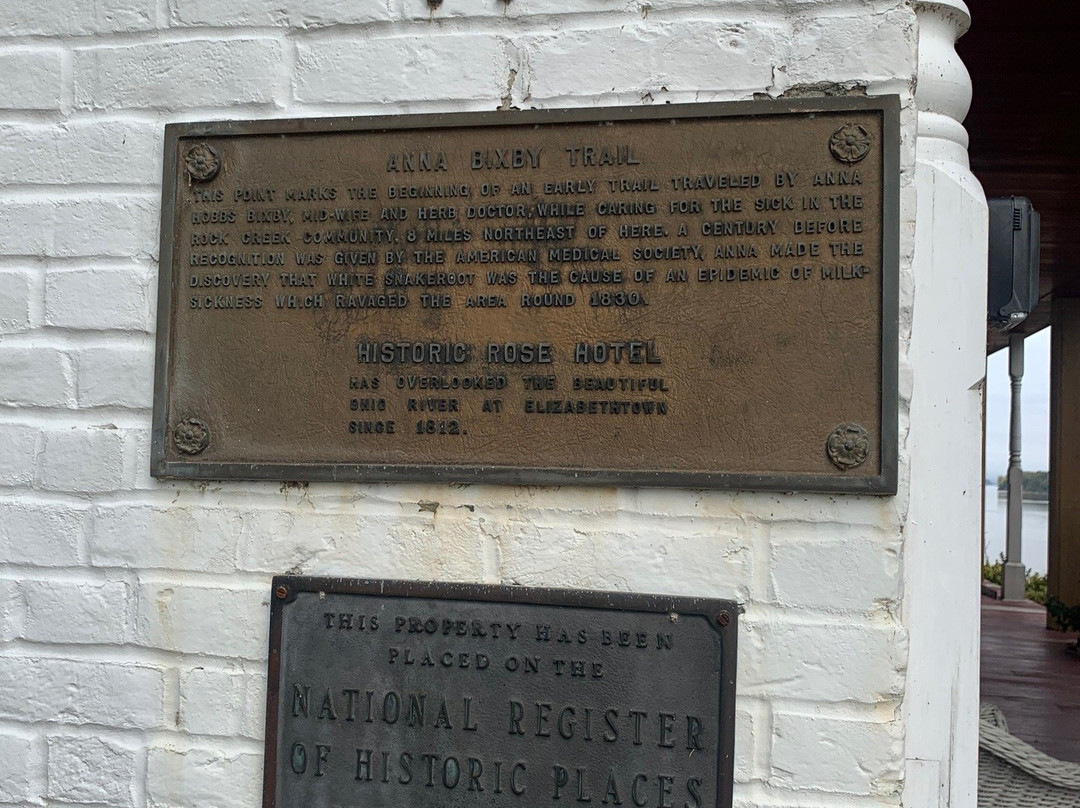 ANNA BIXBY TRAIL
THIS POINT MARKS THE BEGINNING OF AN EARLY TRAIL TRAVELED BY ANNA
HOBBS BIXBY, MID-WIFE AND HERB DOCTOR, WHILE CARING FOR THE SICK IN THE
ROCK CREEK COMMUNITY, 8 MILES NORTHEAST OF HERE. A CENTURY BEFORE
RECOGNITION WAS GIVEN BY THE AMERICAN MEDICAL SOCIETY, ANNA MADE THE
DISCOVERY THAT WHITE SNAKEROOT WAS THE CAUSE OF AN EPIDEMIC OF MILK-
SICKNESS WHICH RAVAGED THE AREA ROUND 1830.
HISTORIC ROSE HOTEL
HAS OVERLOOKED THE BEAUTIFUL
OHIO RIVER AT ELIZABETHTOWN
SINCE 1812.
THIS PROPERTY HAS BEEN
PLACED ON THE
NATIONAL REGISTER
OF HISTORIC PLACES